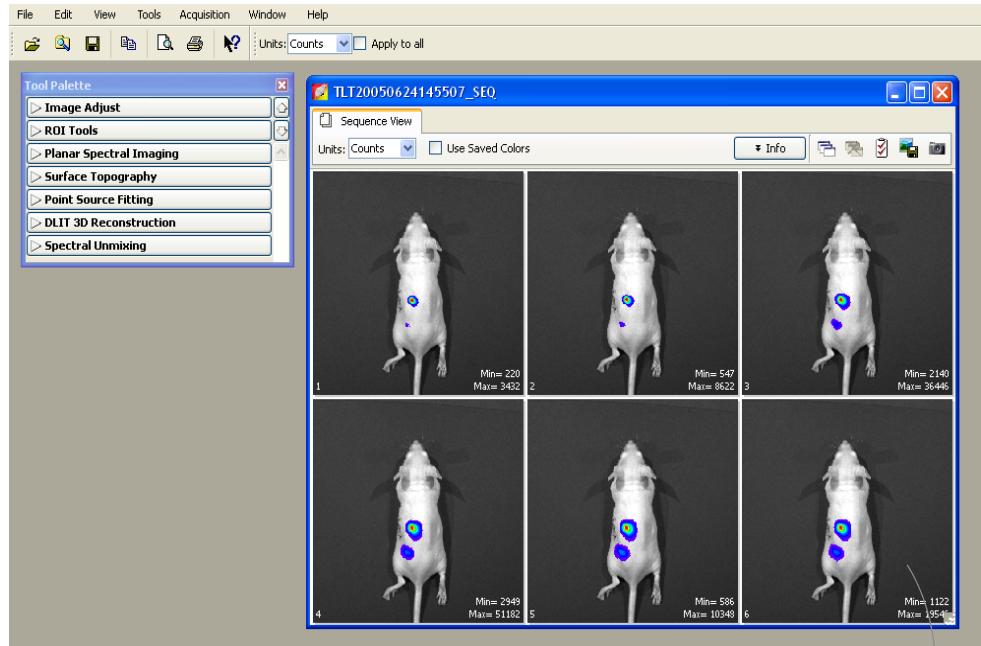 File Edit View Tools Acquisition Window Help
Units: Counts Apply to all
Tool Palette
Image Adjust
ROI Tools
Planar Spectral Imaging
Surface Topography
Point Source Fitting
DLIT 3D Reconstruction
Spectral Unmixing
TLT20050624145507_SEQ
Sequence View
Units: Counts Use Saved Colors Info
Min= 220
1 Max= 3432
Min= 547
2 Max= 8622
Min= 2140
3 Max= 36446
Min= 2949
4 Max= 51182
Min= 586
5 Max= 10348
Min= 1122
6 Max=